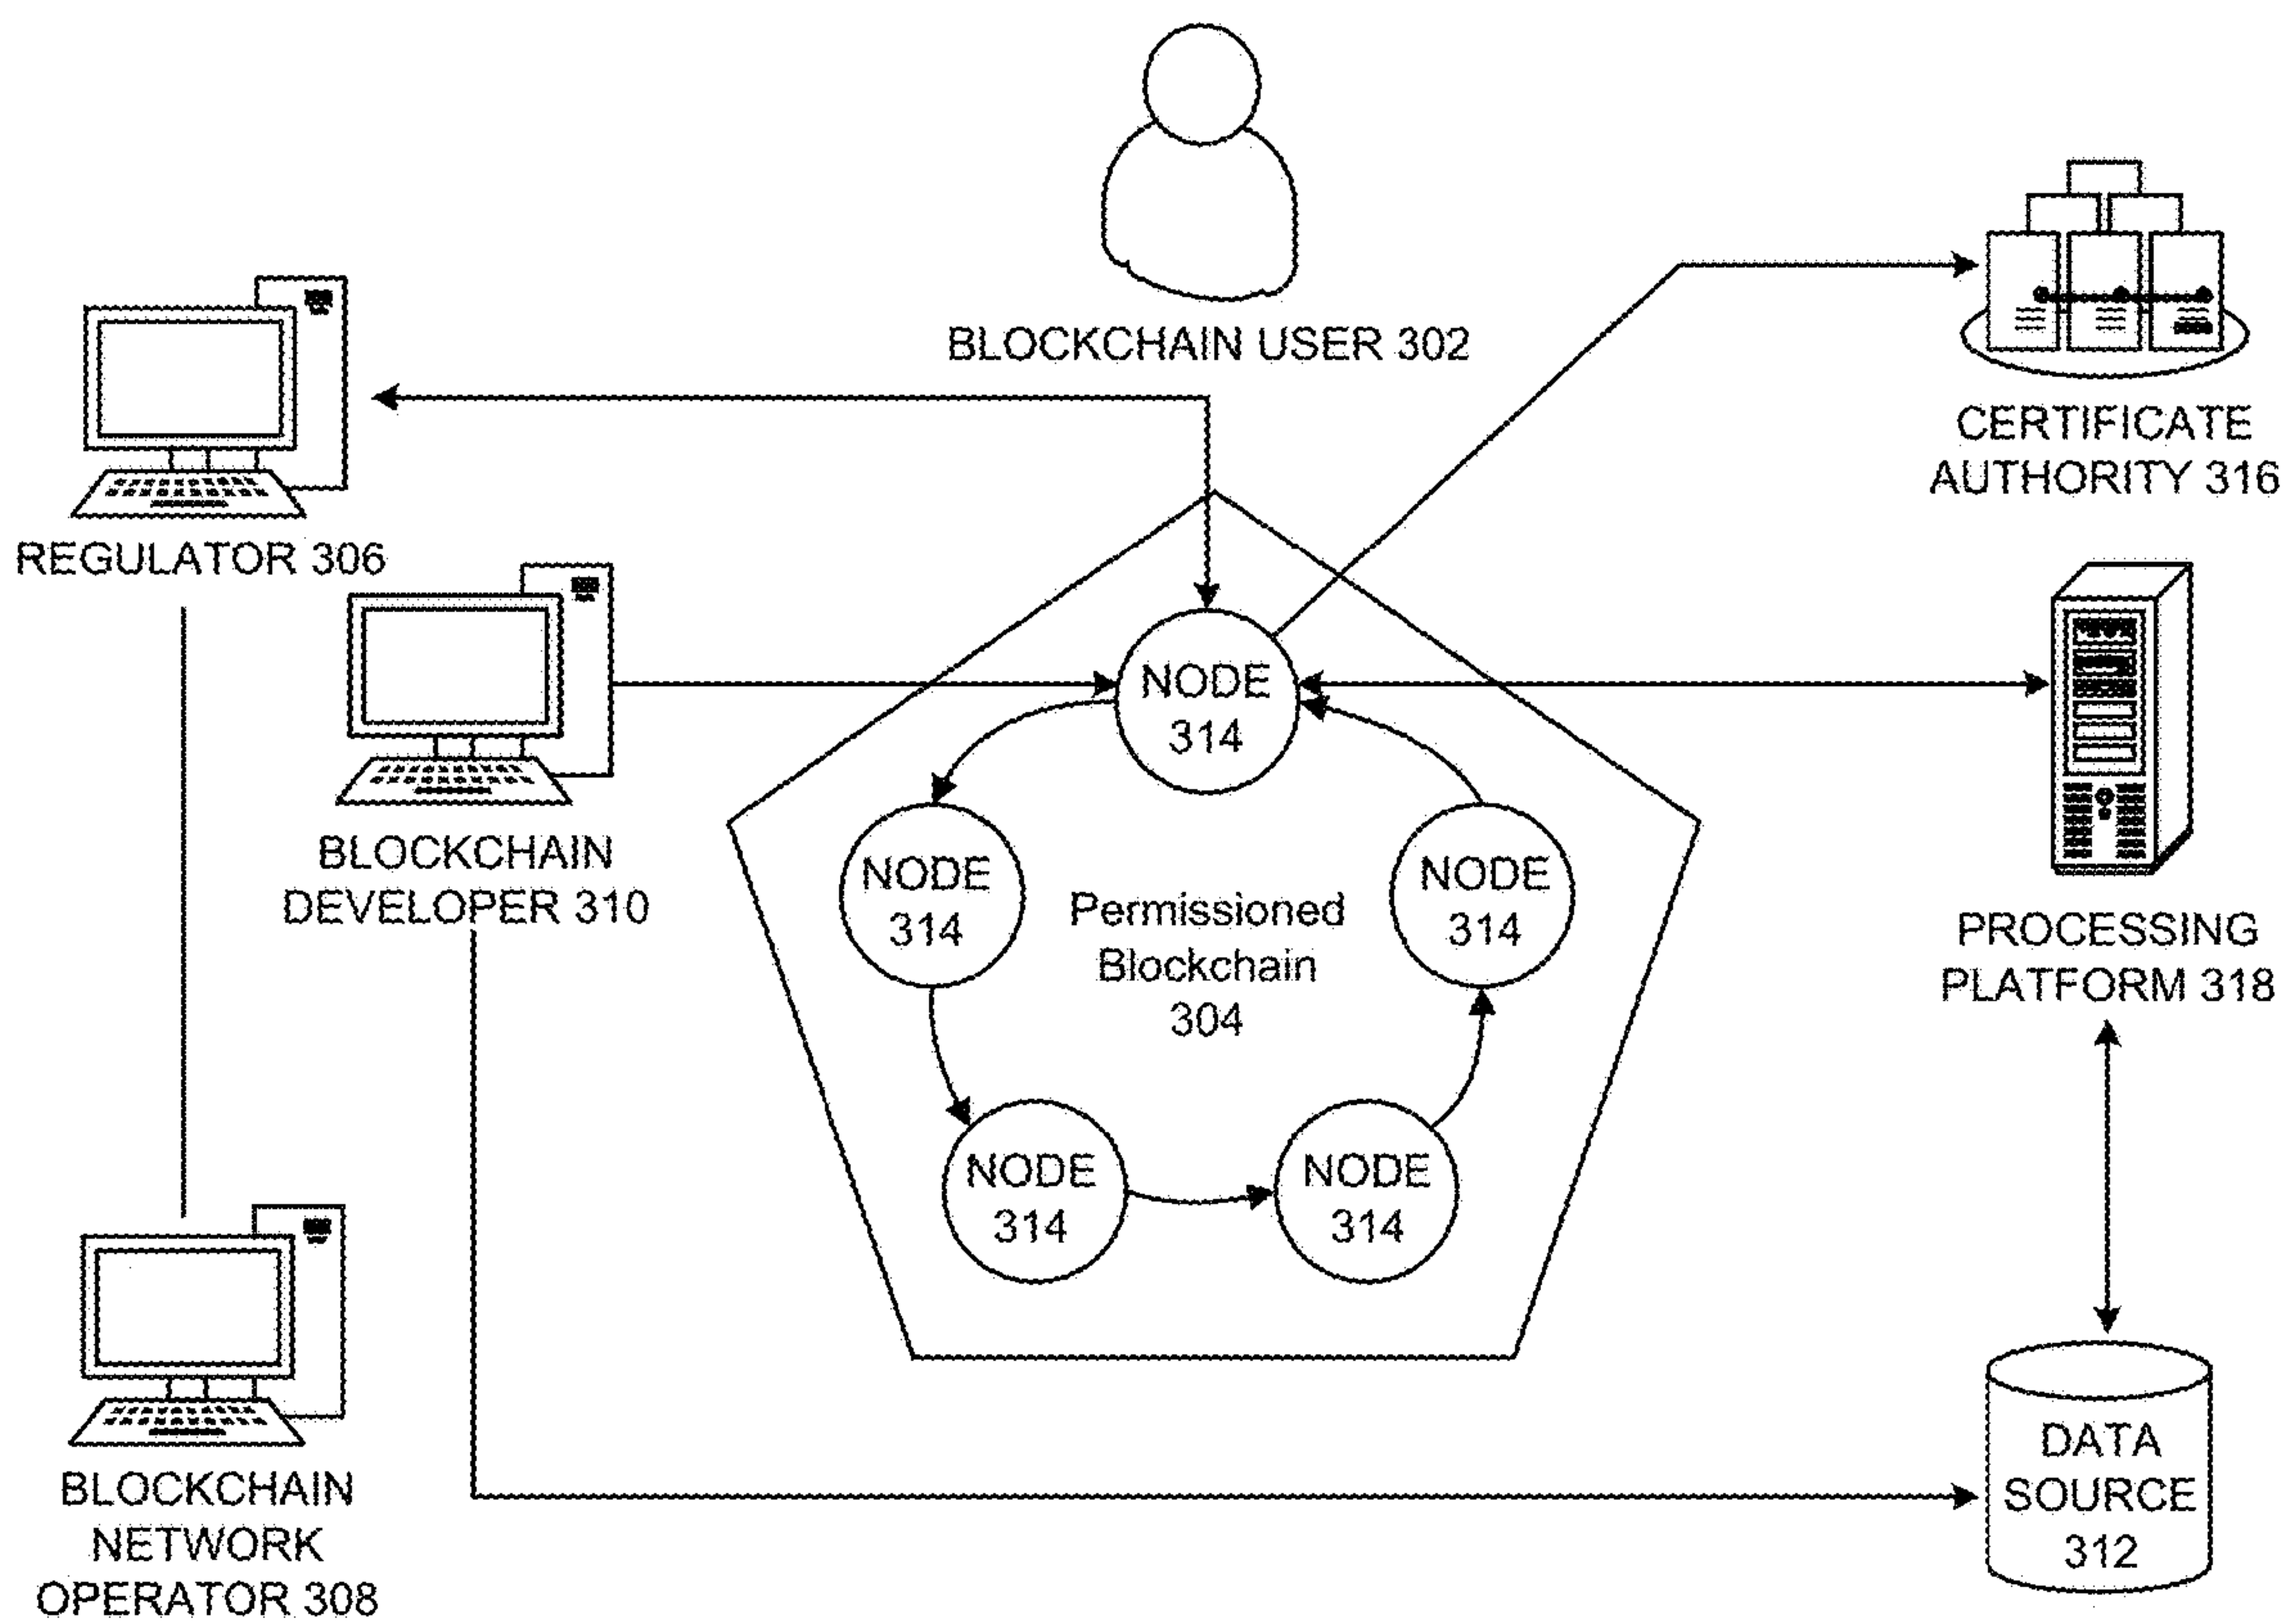 BLOCKCHAIN USER 302
CERTIFICATE
AUTHORITY 316
REGULATOR 306
BLOCKCHAIN
DEVELOPER 310
NODE
314
NODE
314
Permissioned
Blockchain
304
NODE
314
PROCESSING
PLATFORM 318
NODE
314
NODE
314
BLOCKCHAIN
NETWORK
OPERATOR 308
DATA
SOURCE
312